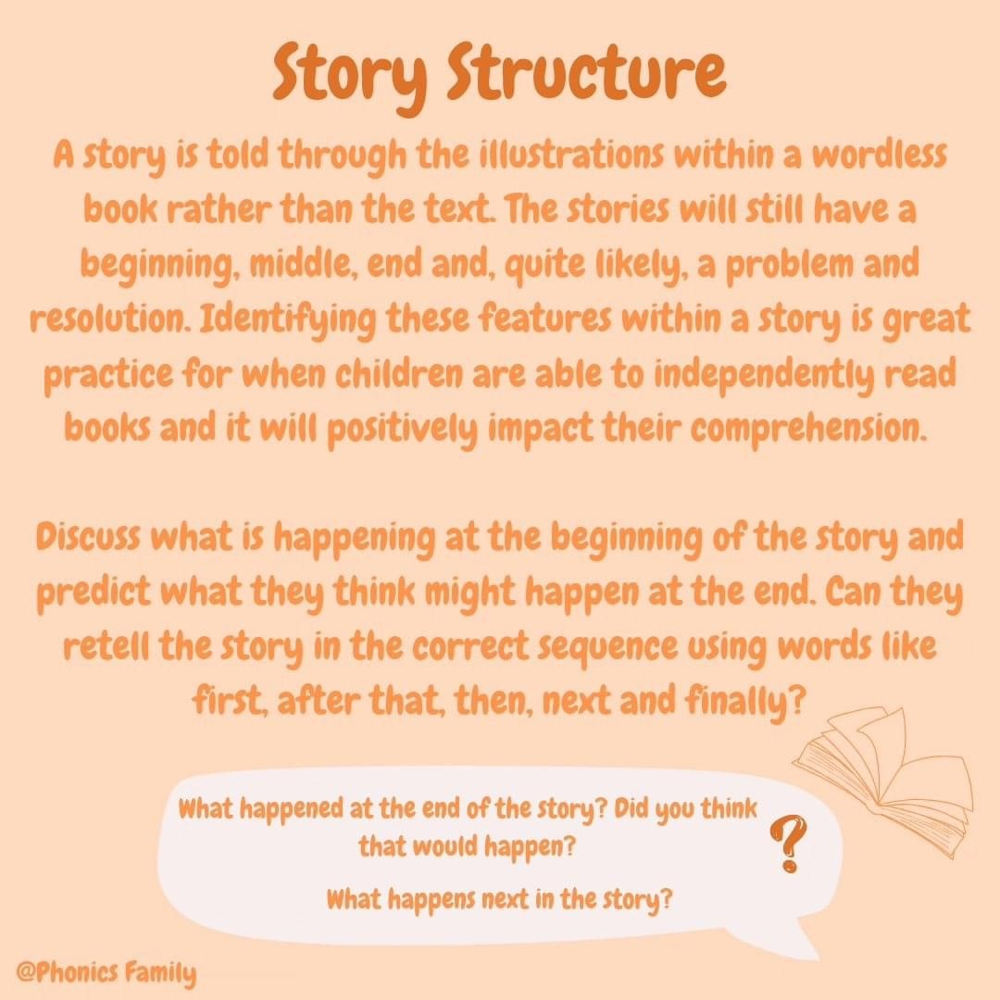 Story Structure
A story is told through the illustrations within a wordless
book rather than the text. The stories will still have a
beginning, middle, end and, quite likely, a problem and
resolution. Identifying these features within a story is great
practice for when children are able to independently read
books and it will positively impact their comprehension.
Discuss what is happening at the beginning of the story and
predict what they think might happen at the end. Can they
retell the story in the correct sequence using words like
first, after that, then, next and finally?
What happened at the end of the story? Did you think
that would happen?
?
What happens next in the story?
@Phonics Family